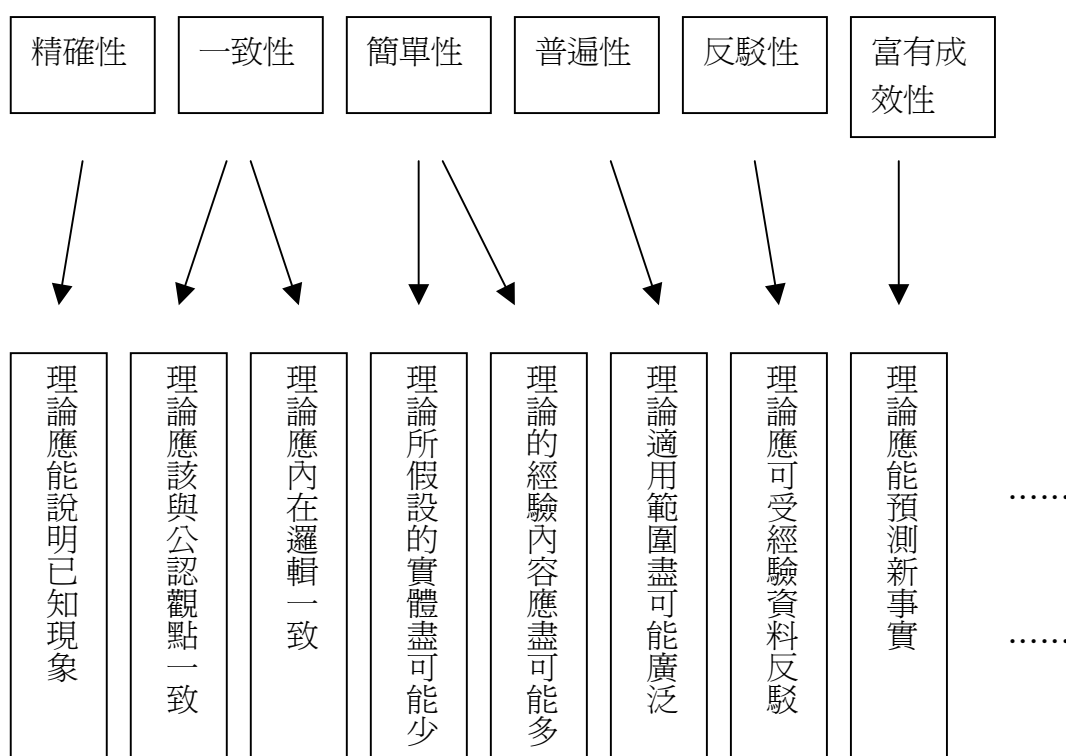 精確性
一致性
簡單性
普遍性
反駁性
富有成
效性
理論應能說明已知現象
理論應該與公認觀點一致
理論應內在邏輯一致
理論所假設的實體盡可能少
理論的經驗內容應盡可能多
理論適用範圍盡可能廣泛
理論應可受經驗資料反駁
理論應能預測新事實
……
……